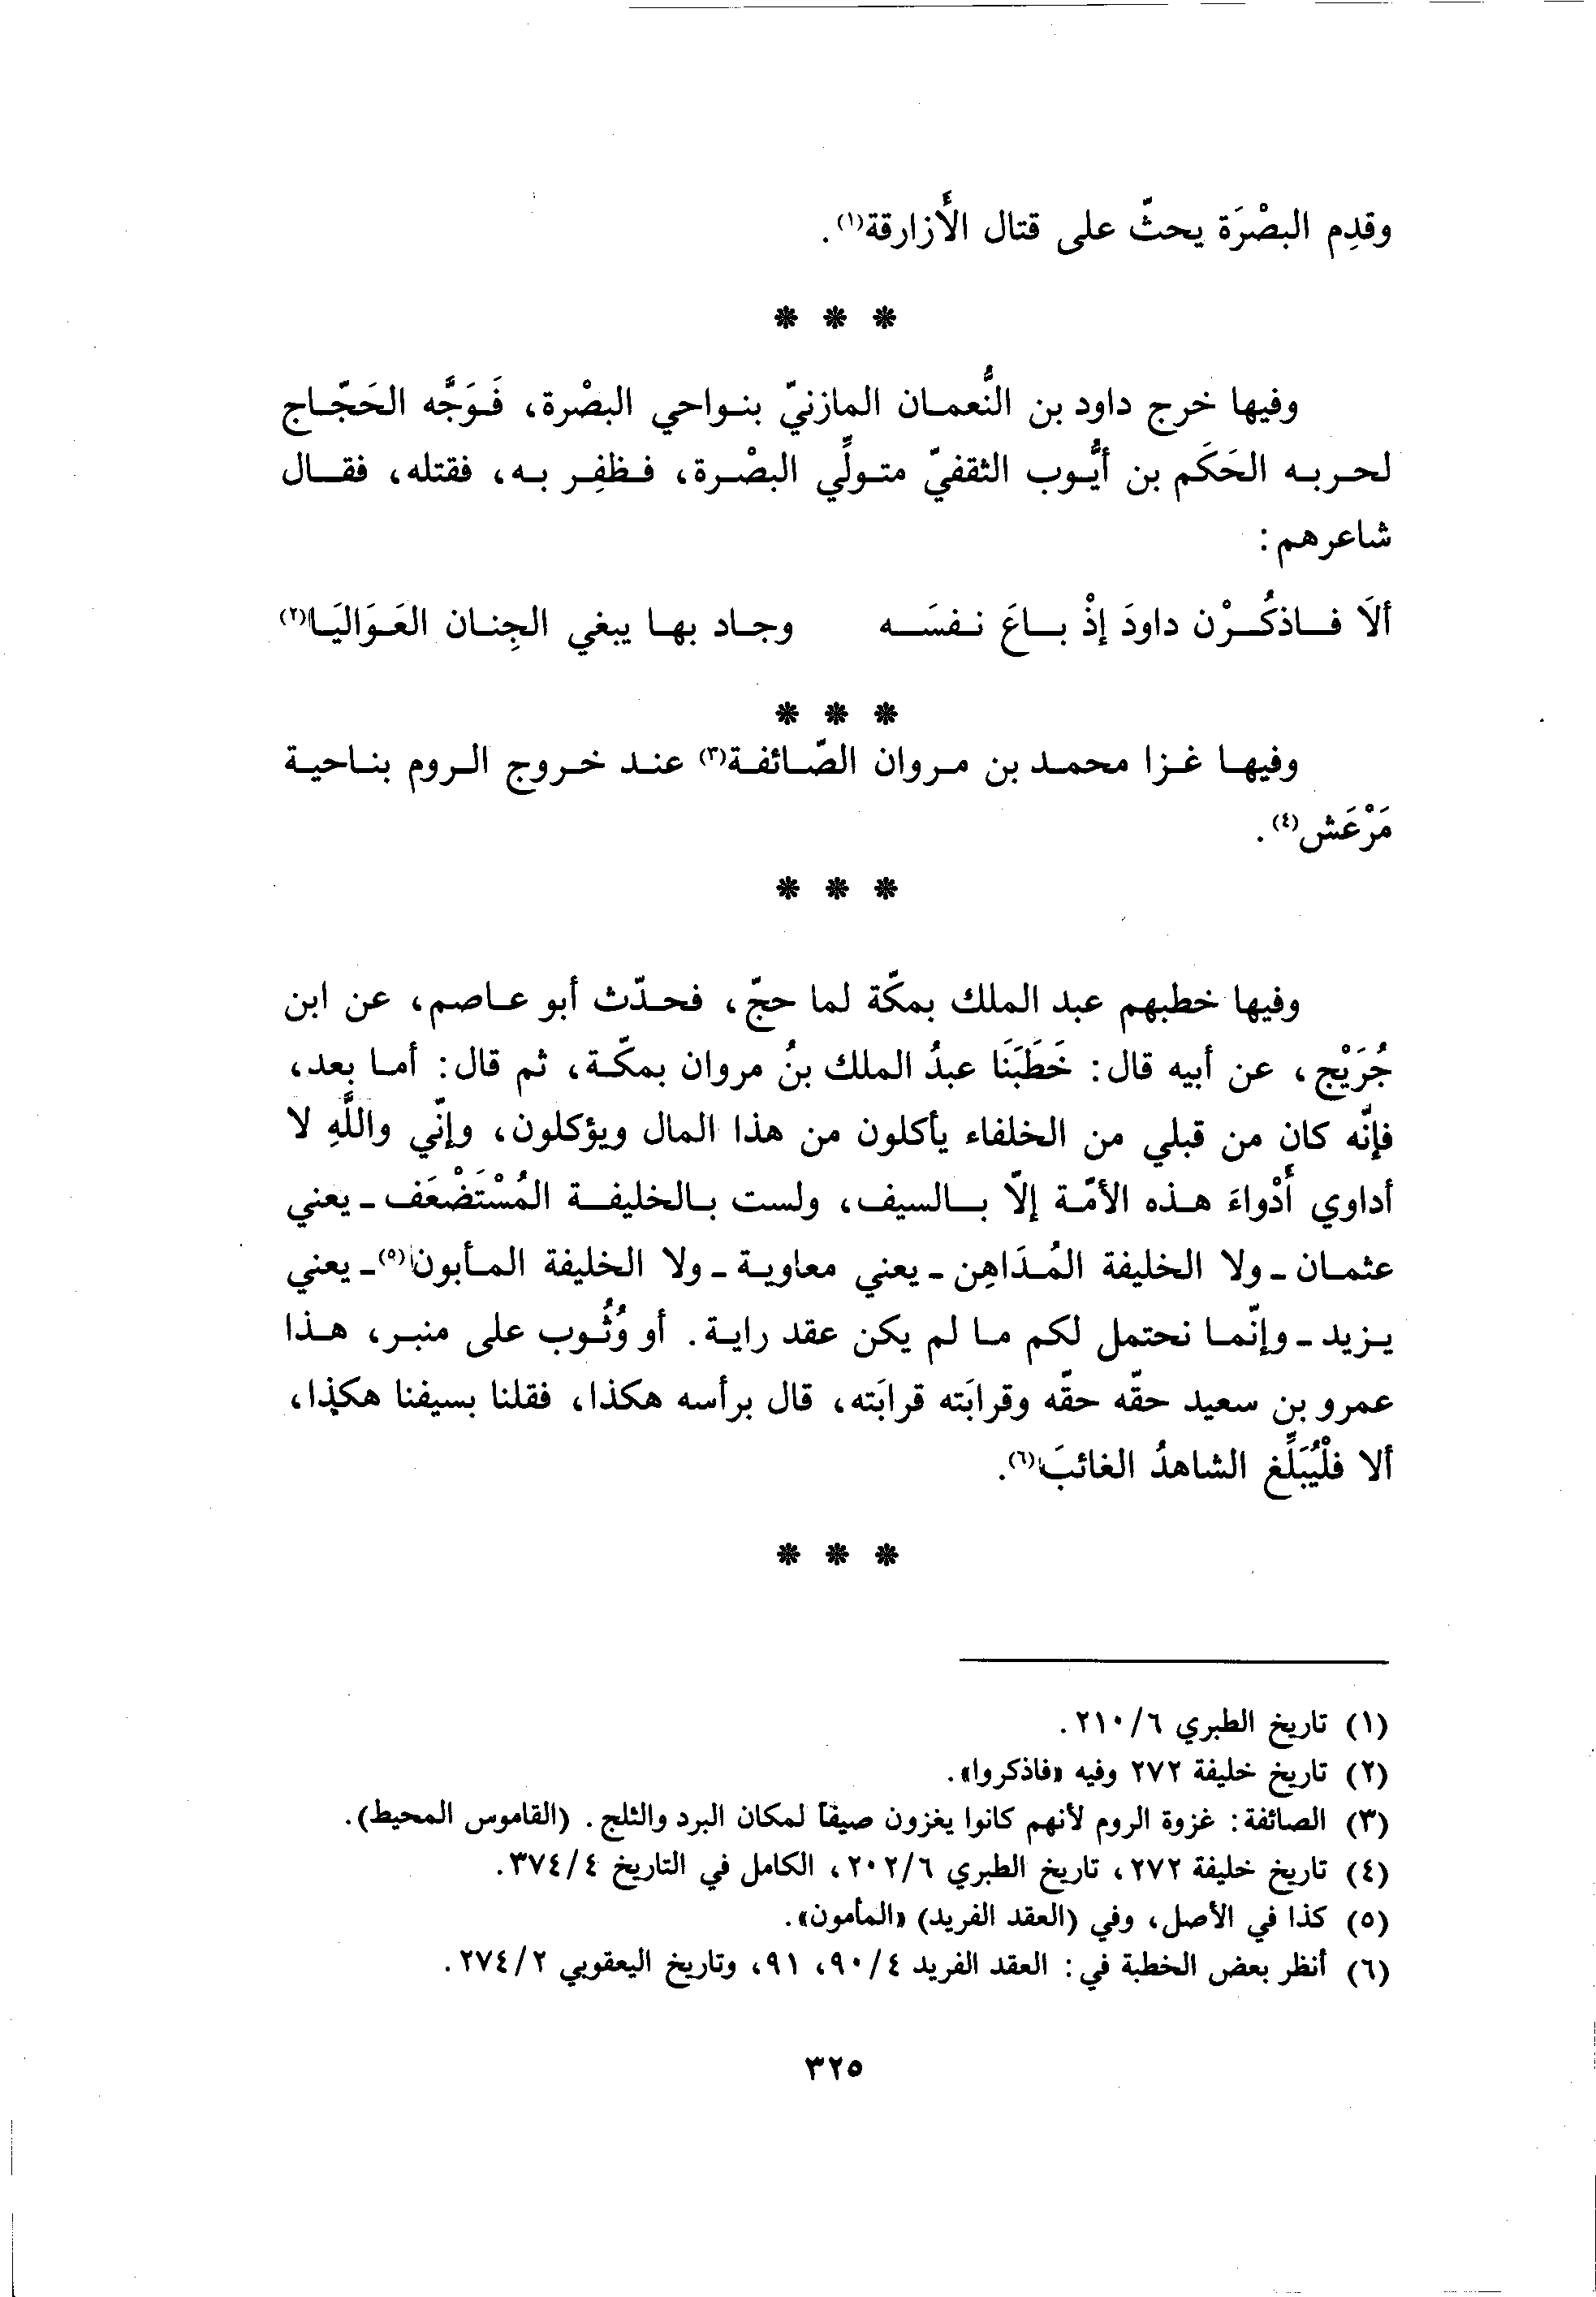 وقدِم البصْرَة يحثّ على قتال الأَزارقة(١).
* * *
وفيها خرج داود بن النُّعمان المازنيّ بنواحي البصْرة، فَوَجَّه الحَجّاج
لحربه الحَكَم بن أيُّوب الثقفيّ متولِّي البصْرة، فظفِر به، فقتله، فقال
شاعرهم:
ألَا فاذكُرْن داودَ إذْ باعَ نفسَه وجاد بها يبغي الجِنان العَوَاليَا(٢)
* * *
وفيها غزا محمد بن مروان الصّائفة(٣) عند خروج الروم بناحية
مَرْعَش(٤).
* * *
وفيها خطبهم عبد الملك بمكّة لما حجّ، فحدّث أبو عاصم، عن ابن
جُرَيْج، عن أبيه قال: خَطَبَنَا عبدُ الملك بنُ مروان بمكّة، ثم قال: أما بعد،
فإنّه كان من قبلي من الخلفاء يأكلون من هذا المال ويؤكلون، وإنّي واللَّهِ لا
أداوي أَدْواءَ هذه الأمّة إلّا بالسيف، ولست بالخليفة المُسْتَضْعَف - يعني
عثمان - ولا الخليفة المُدَاهِن - يعني معاوية - ولا الخليفة المأبون(٥) - يعني
يزيد - وإنّما نحتمل لكم ما لم يكن عقد راية. أو وُثُوب على منبر، هذا
عمرو بن سعيد حقّه حقّه وقرابَته قرابَته، قال برأسه هكذا، فقلنا بسيفنا هكذا،
ألا فلْيُبَلِّغ الشاهدُ الغائبَ(٦).
* * *
(١) تاريخ الطبري ٢١٠/٦.
(٢) تاريخ خليفة ٢٧٢ وفيه «فاذكروا».
(٣) الصائفة: غزوة الروم لأنهم كانوا يغزون صيفاً لمكان البرد والثلج. (القاموس المحيط).
(٤) تاريخ خليفة ٢٧٢، تاريخ الطبري ٢٠٢/٦، الكامل في التاريخ ٣٧٤/٤.
(٥) كذا في الأصل، وفي (العقد الفريد) «المأمون».
(٦) أنظر بعض الخطبة في: العقد الفريد ٩٠/٤، ٩١، وتاريخ اليعقوبي ٢٧٤/٢.
٣٢٥